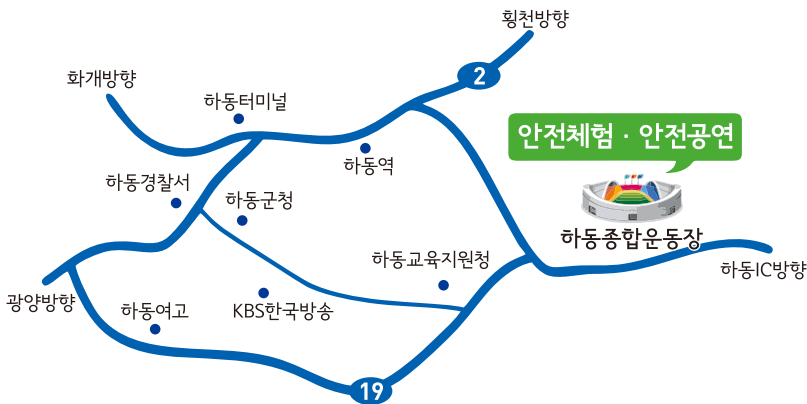 횡천방향
2
화개방향
하동터미널
안전체험 · 안전공연
하동역
하동경찰서
하동군청
하동종합운동장
하동교육지원청
하동IC방향
광양방향
하동여고
KBS한국방송
19